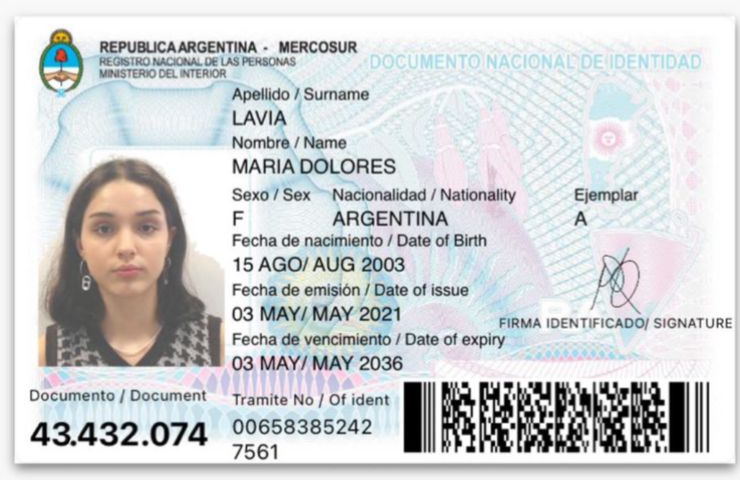 REPUBLICA ARGENTINA - MERCOSUR
REGISTRO NACIONAL DE LAS PERSONAS
MINISTERIO DEL INTERIOR
DOCUMENTO NACIONAL DE IDENTIDAD
Apellido / Surname
LAVIA
Nombre / Name
MARIA DOLORES
Sexo / Sex Nacionalidad / Nationality Ejemplar
F ARGENTINA A
Fecha de nacimiento / Date of Birth
15 AGO/ AUG 2003
Fecha de emisión / Date of issue
03 MAY/ MAY 2021
FIRMA IDENTIFICADO/ SIGNATURE
Fecha de vencimiento / Date of expiry
03 MAY/ MAY 2036
Documento / Document
43.432.074
Tramite No / Of ident
00658385242
7561